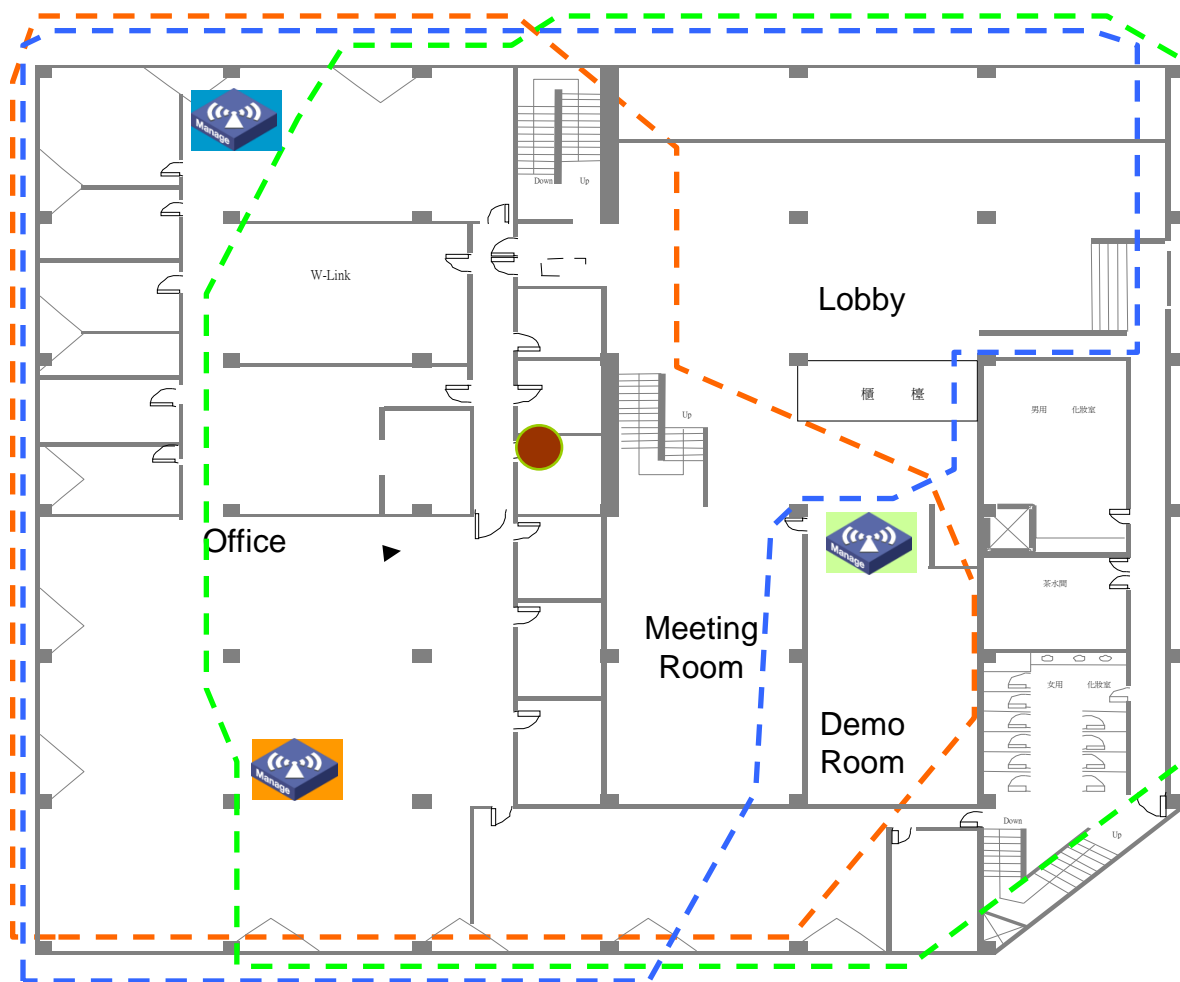 Manage
Down
Up
W-Link
Lobby
櫃 檯
男用 化妝室
Up
Office
Manage
茶水間
Meeting
Room
女用 化妝室
Demo
Room
Manage
Down
Up